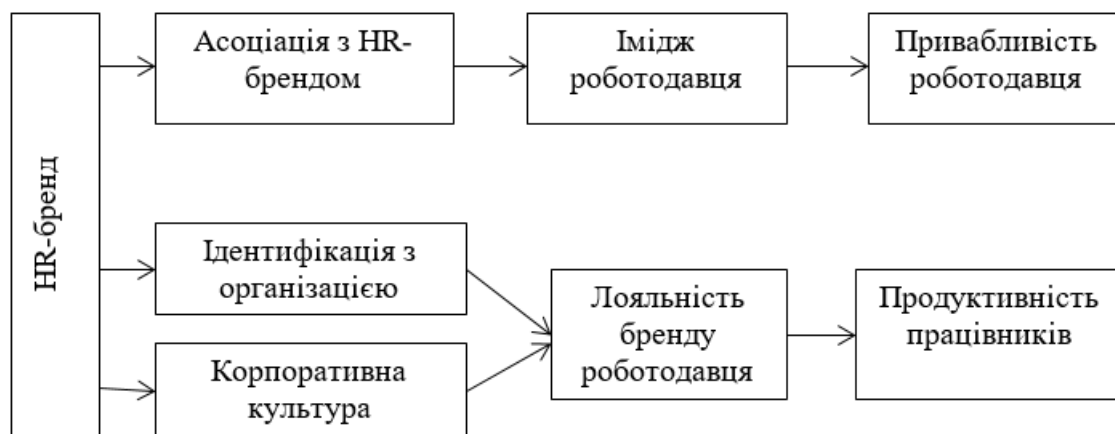 HR-бренд
Асоціація з HR-
брендом
Імідж
роботодавця
Привабливість
роботодавця
Ідентифікація з
організацією
Корпоративна
культура
Лояльність
бренду
роботодавця
Продуктивність
працівників